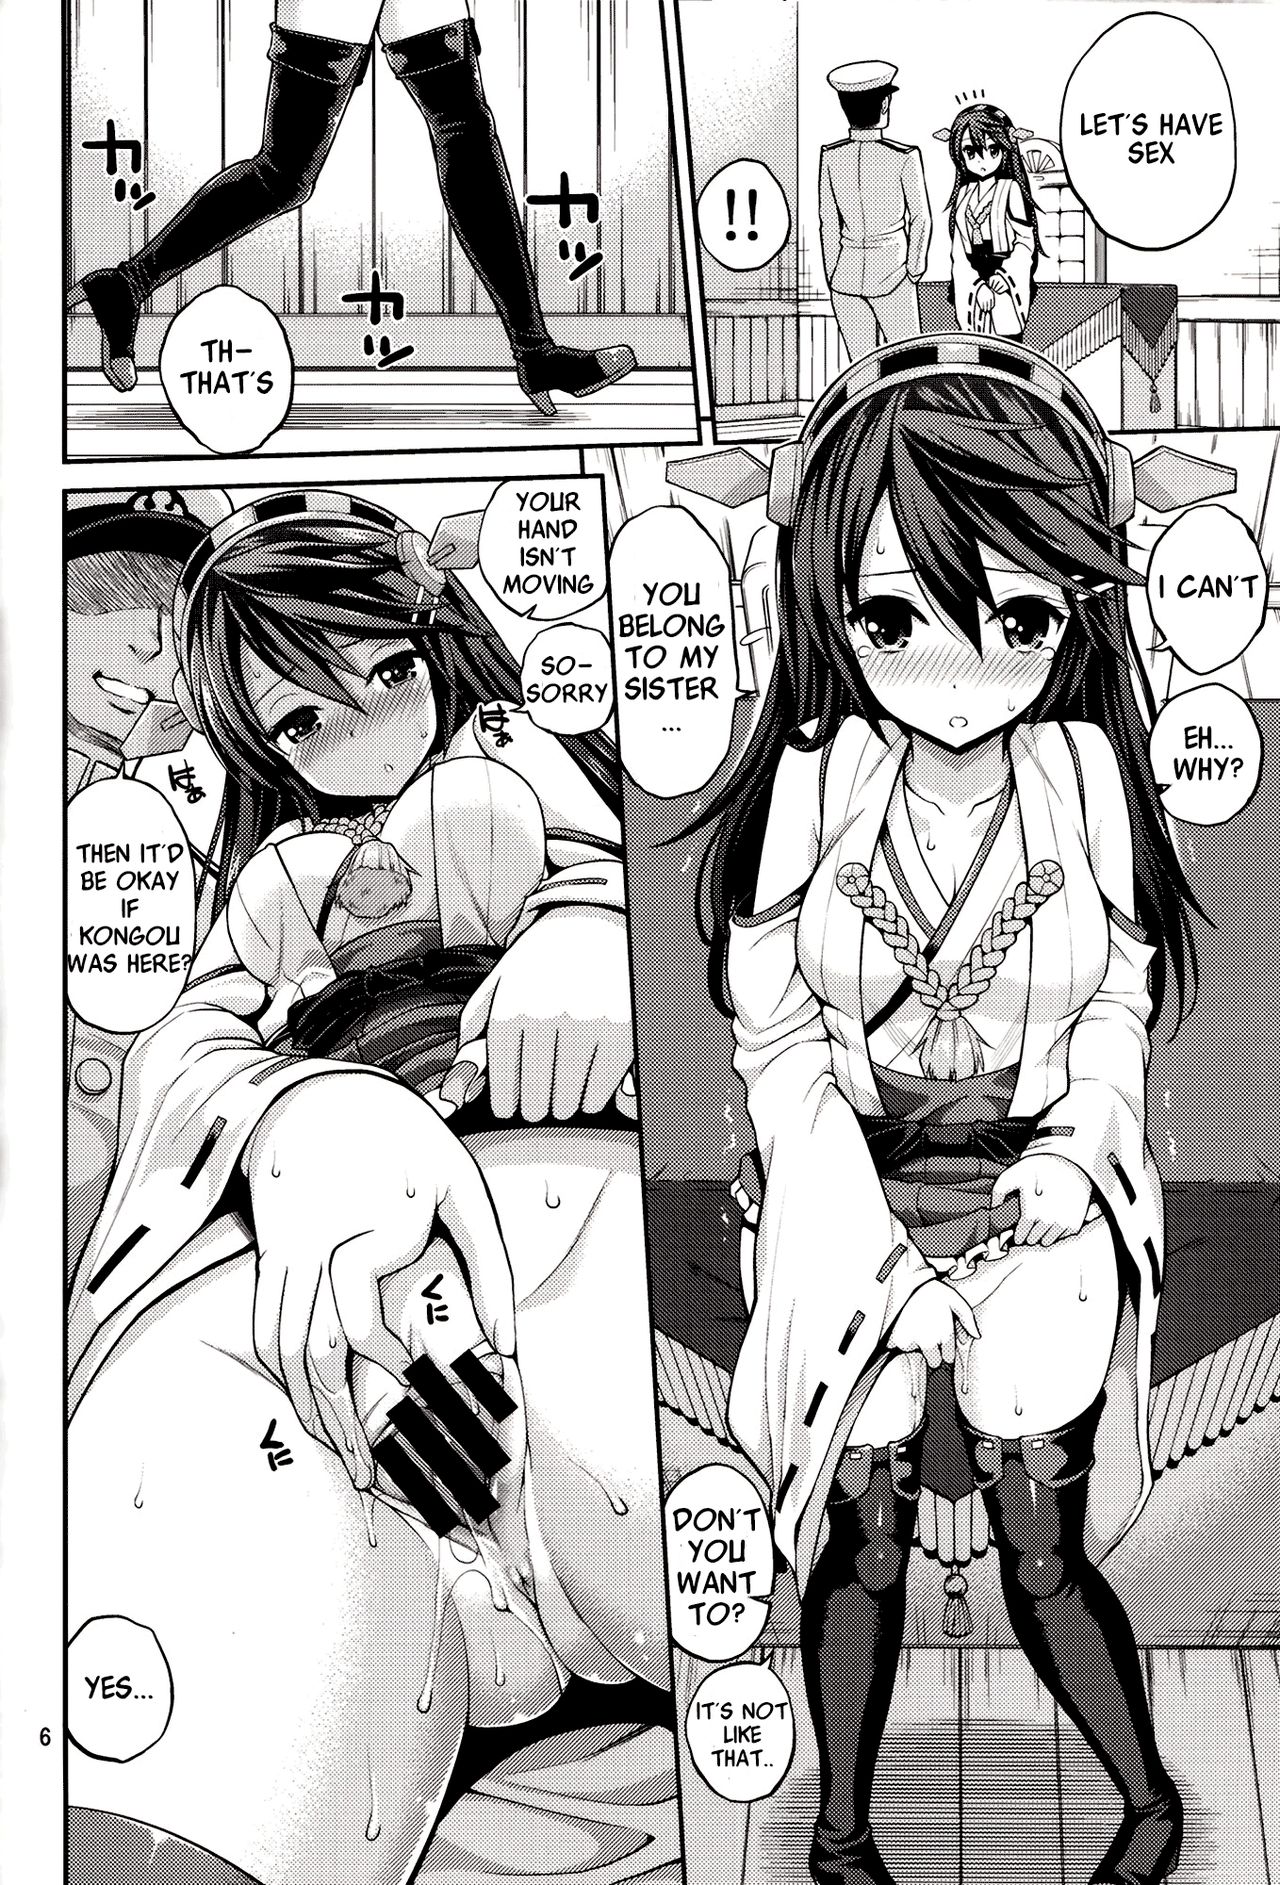 LET'S HAVE
SEX
!!
カッ
カッ
カッ
TH-
THAT'S
I CAN'T
EH...
WHY?
YOU
BELONG
TO MY
SISTER
...
DON'T
YOU
WANT
TO?
IT'S NOT
LIKE
THAT..
YOUR
HAND
ISN'T
MOVING
SO-
SORRY
はぁ
はぁ
THEN IT'D
BE OKAY
IF
KONGOU
WAS HERE?
くに
くに
YES...
6